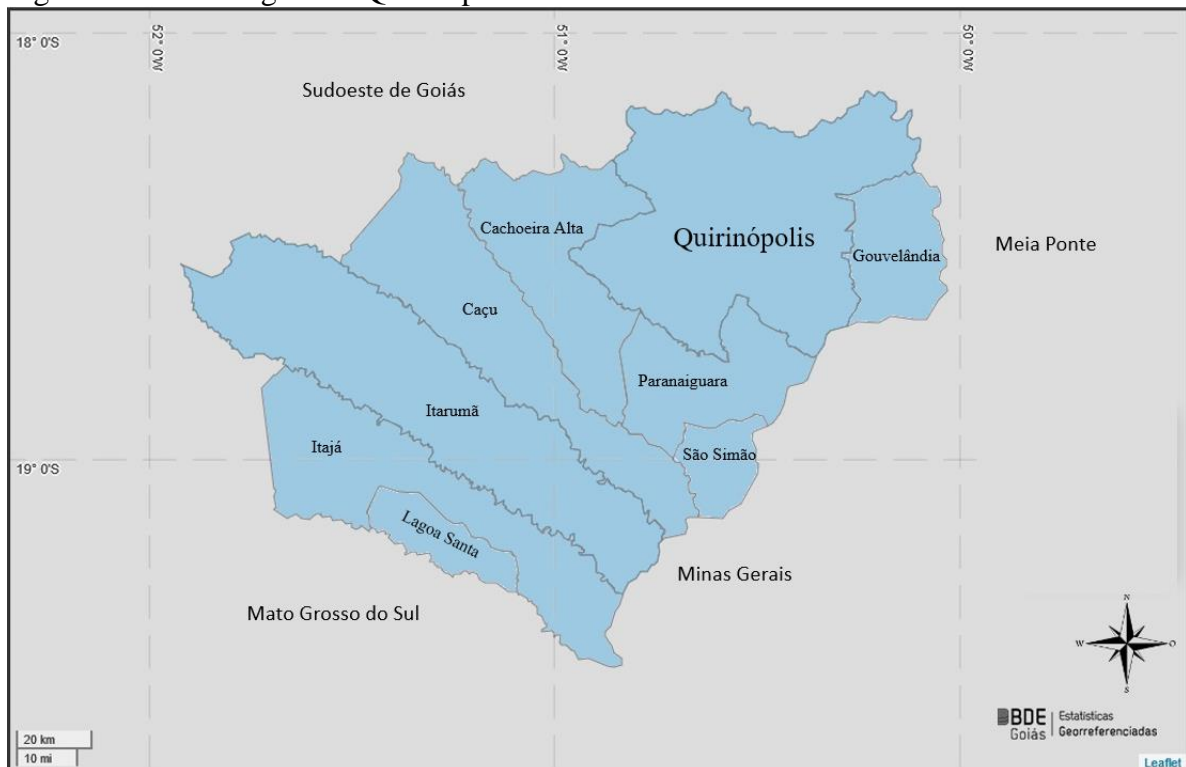 52° 0'W
51° 0'W
50° 0'W
18° 0'S
Sudoeste de Goiás
Cachoeira Alta
Quirinópolis
Meia Ponte
Gouvelândia
Caçu
Paranaiguara
Itarumã
Itajá
São Simão
19° 0'S
Lagoa Santa
Minas Gerais
Mato Grosso do Sul
N
W
O
S
BDE
Goiás
Estatísticas
Georreferenciadas
20 km
10 mi
Leaflet